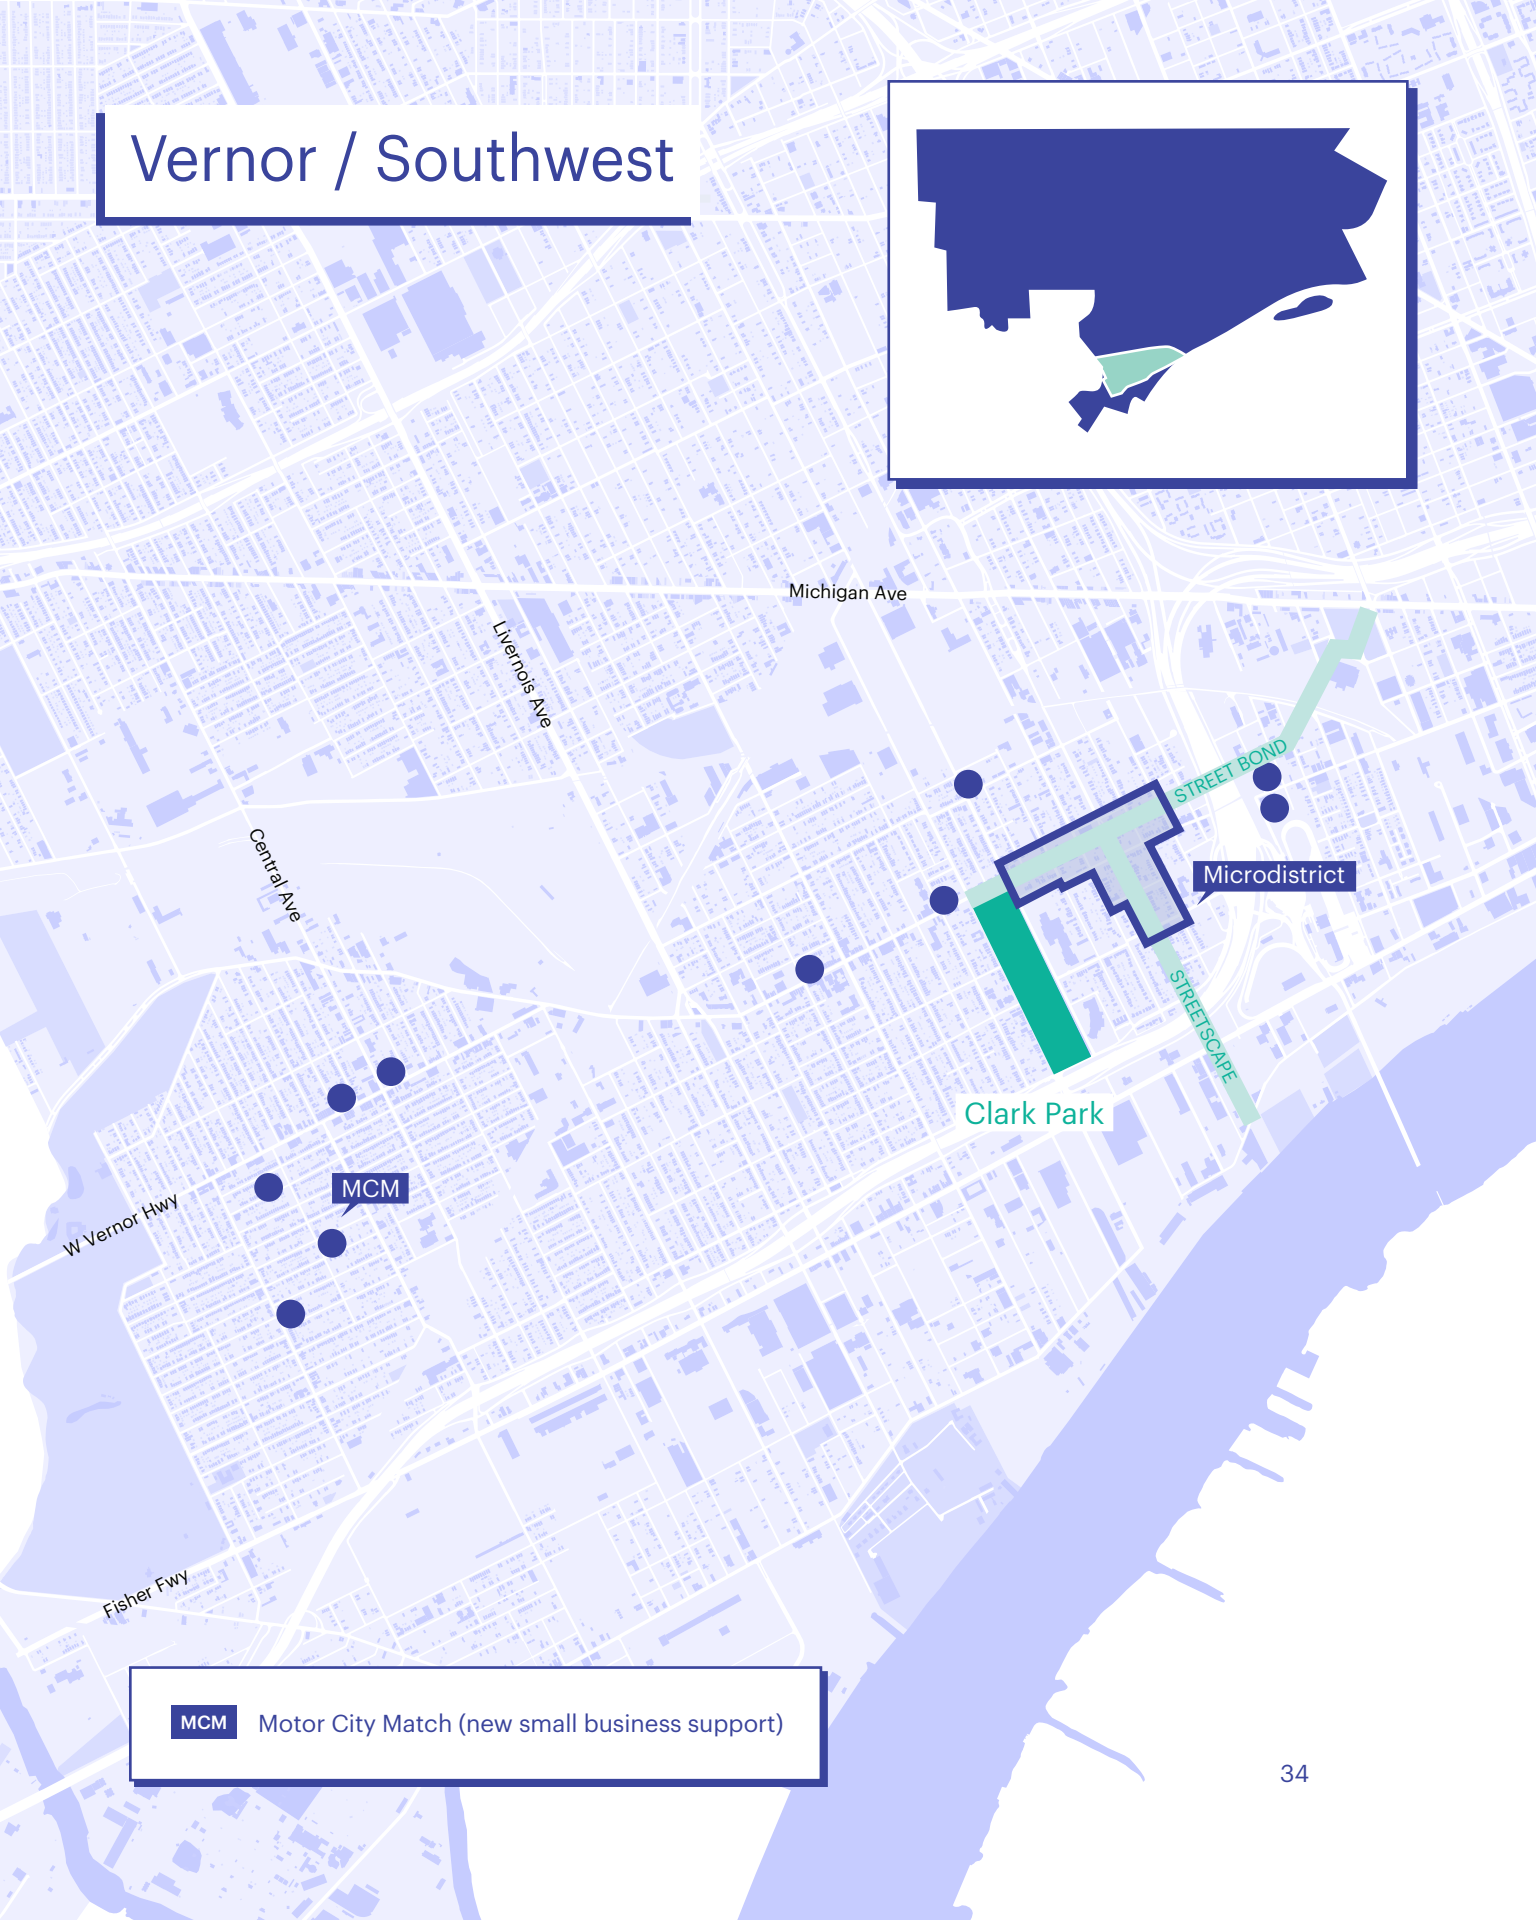 Vernor / Southwest
Michigan Ave
Livernois Ave
STREET BOND
Central Ave
Microdistrict
STREETSCAPE
Clark Park
MCM
W Vernor Hwy
Fisher Fwy
MCM Motor City Match (new small business support)
34